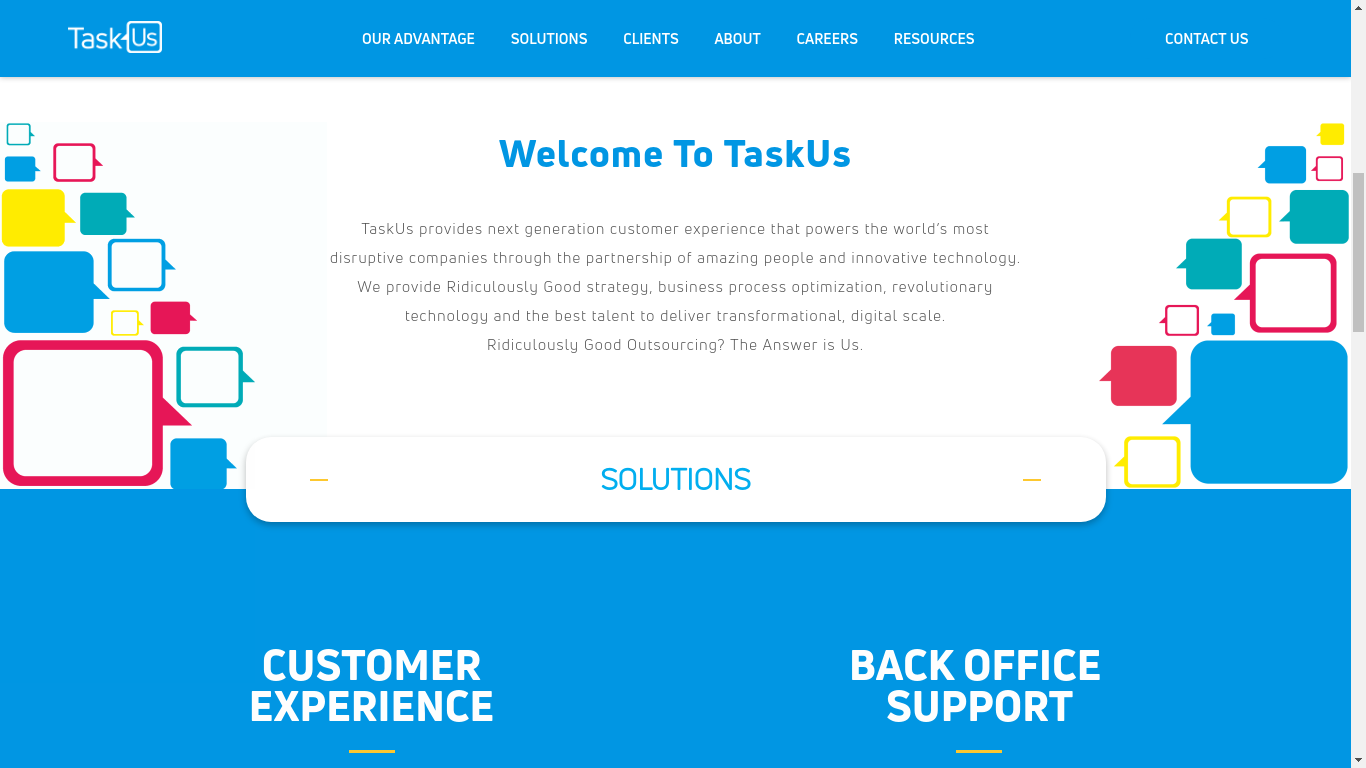 TaskUs
OUR ADVANTAGE SOLUTIONS CLIENTS ABOUT CAREERS RESOURCES CONTACT US
Welcome To TaskUs
TaskUs provides next generation customer experience that powers the world’s most
disruptive companies through the partnership of amazing people and innovative technology.
We provide Ridiculously Good strategy, business process optimization, revolutionary
technology and the best talent to deliver transformational, digital scale.
Ridiculously Good Outsourcing? The Answer is Us.
SOLUTIONS
CUSTOMER
EXPERIENCE
BACK OFFICE
SUPPORT